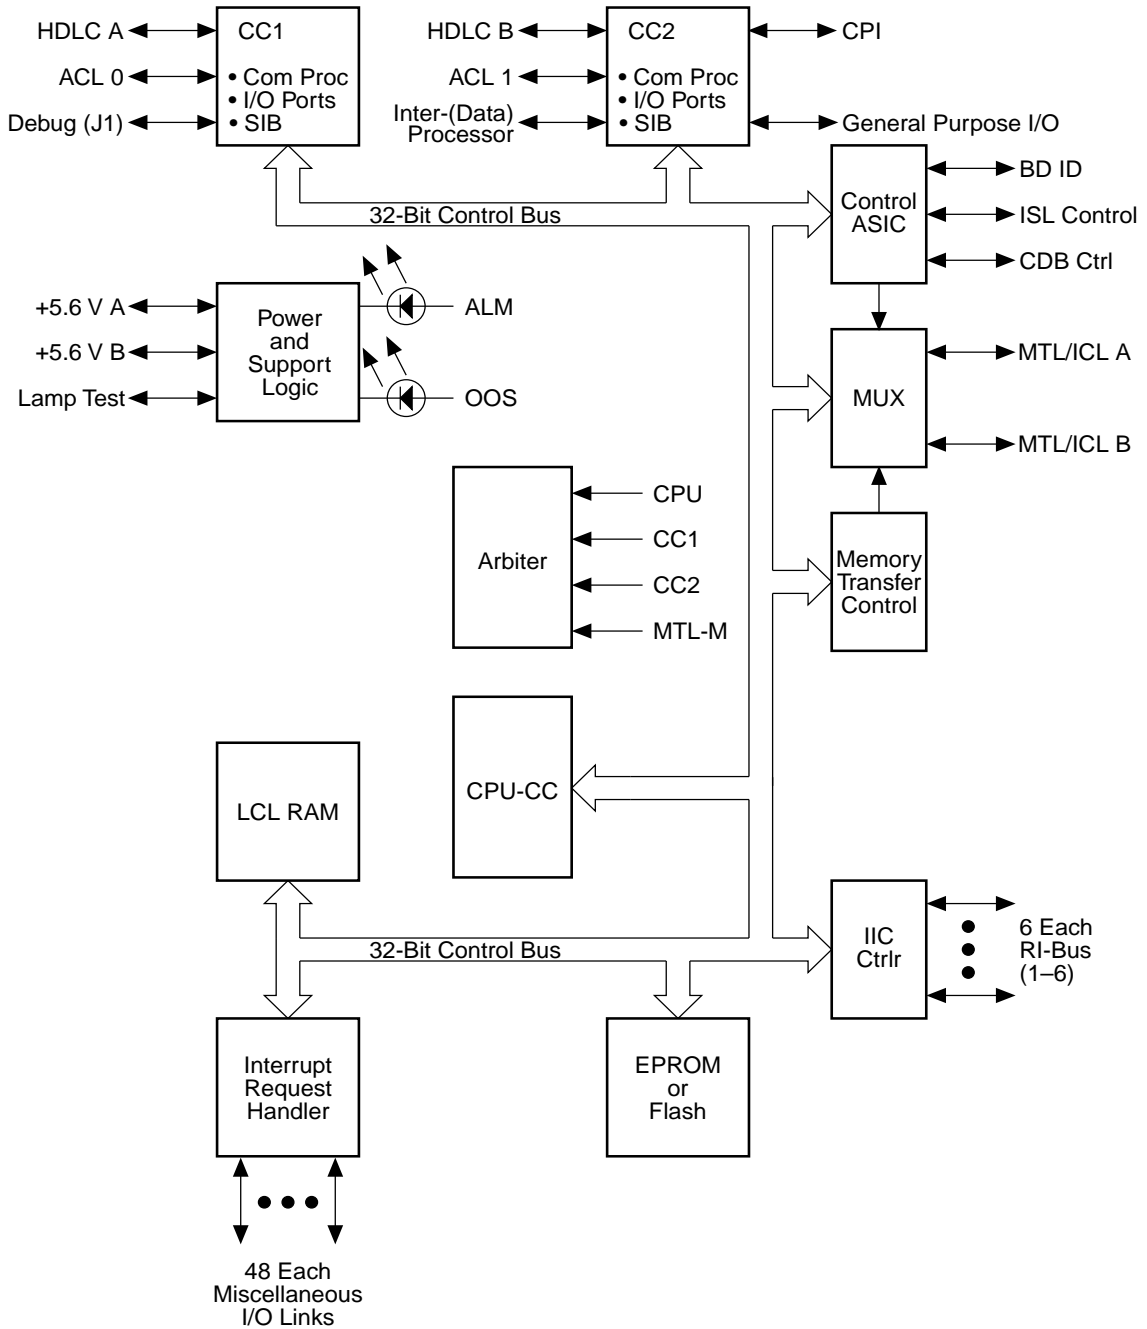 HDLC A
CC1
HDLC B
CC2
CPI
ACL 0
• Com Proc
• I/O Ports
• SIB
Debug (J1)
ACL 1
Inter-(Data)
Processor
• Com Proc
• I/O Ports
• SIB
General Purpose I/O
32-Bit Control Bus
Control
ASIC
BD ID
ISL Control
CDB Ctrl
+5.6 V A
+5.6 V B
Lamp Test
Power
and
Support
Logic
ALM
OOS
MUX
MTL/ICL A
MTL/ICL B
Arbiter
CPU
CC1
CC2
MTL-M
Memory
Transfer
Control
LCL RAM
CPU-CC
32-Bit Control Bus
IIC
Ctrlr
6 Each
RI-Bus
(1–6)
Interrupt
Request
Handler
EPROM
or
Flash
48 Each
Miscellaneous
I/O Links